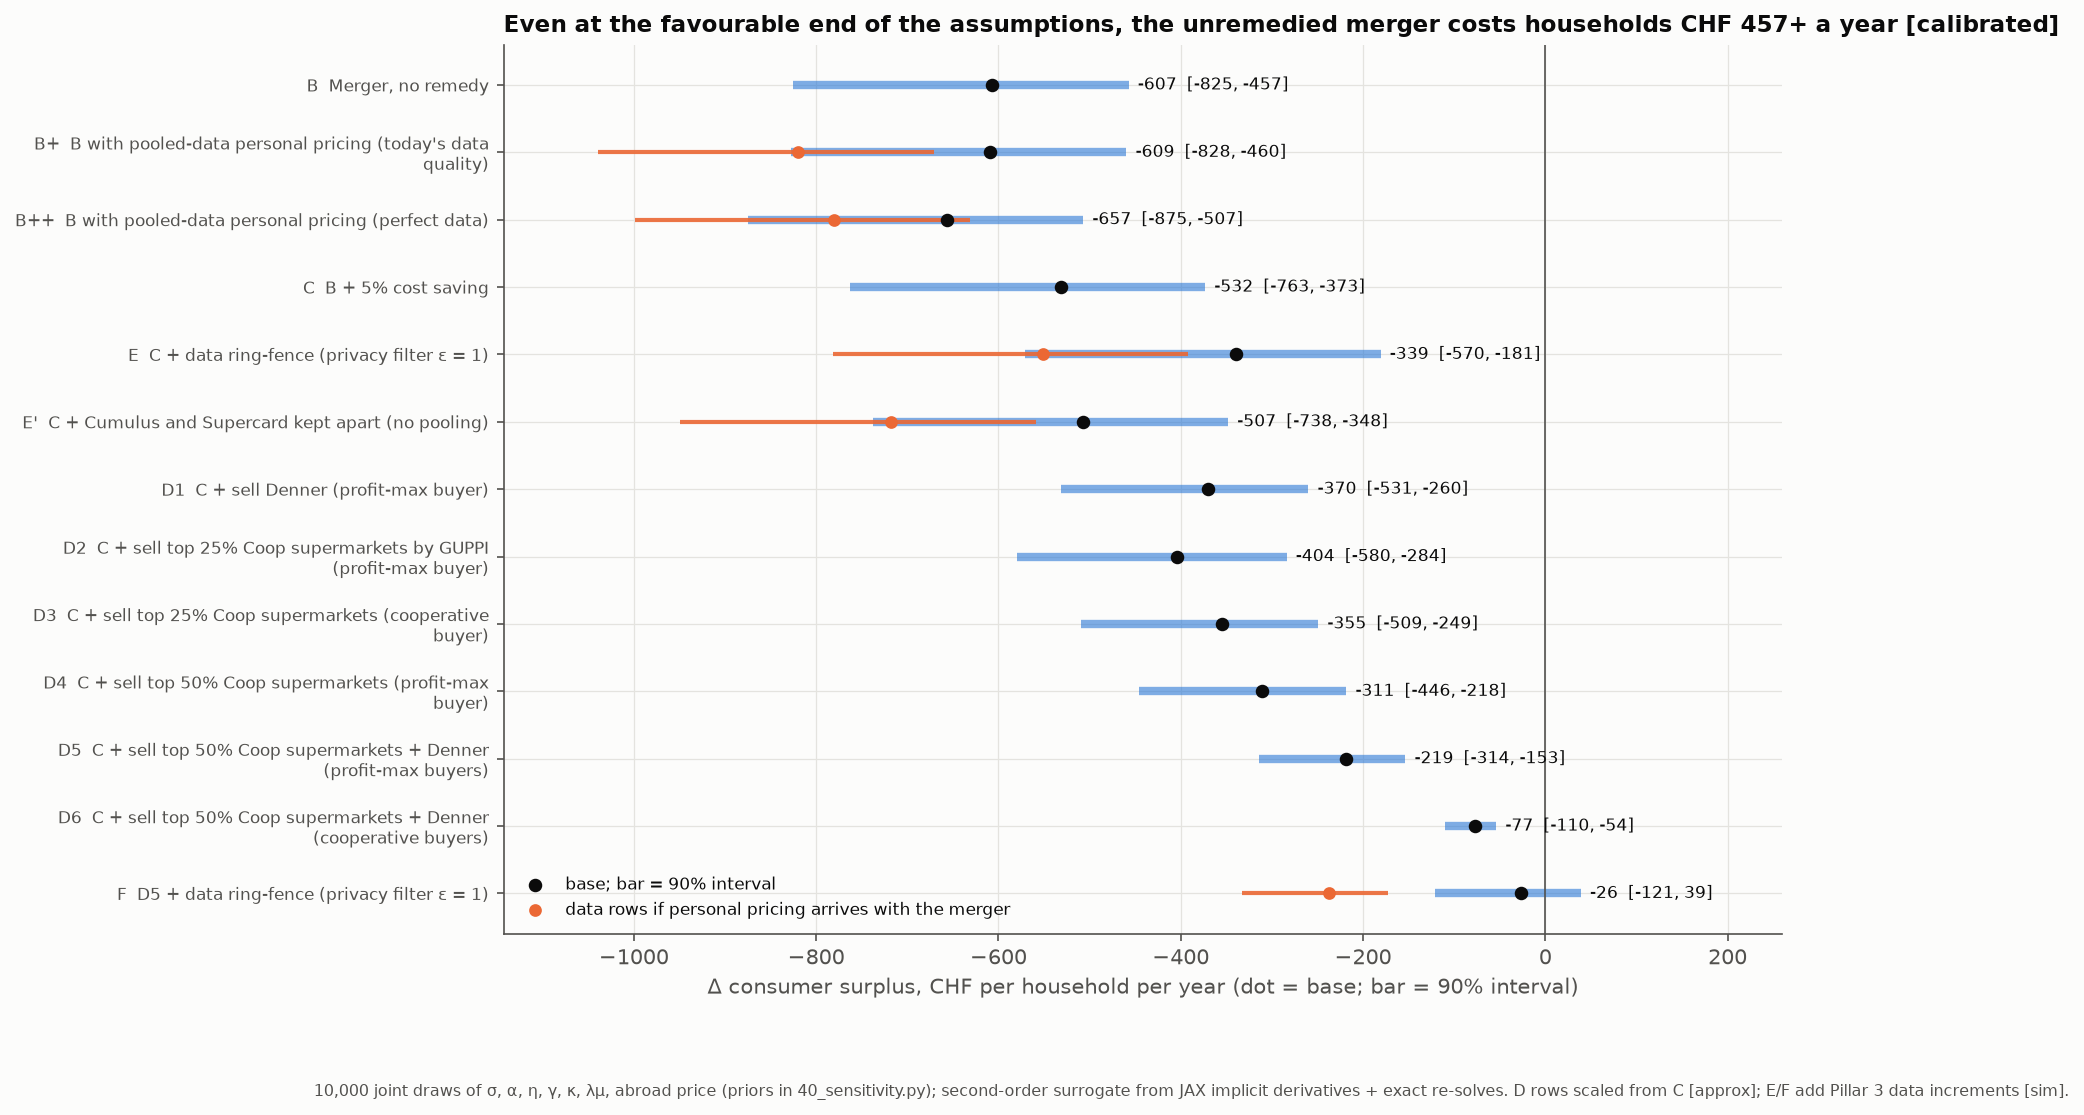 Even at the favourable end of the assumptions, the unremedied merger costs households CHF 457+ a year [calibrated]
B  Merger, no remedy
-607  [-825, -457]
B+  B with pooled-data personal pricing (today's data
quality)
-609  [-828, -460]
B++  B with pooled-data personal pricing (perfect data)
-657  [-875, -507]
C  B + 5% cost saving
-532  [-763, -373]
E  C + data ring-fence (privacy filter ε = 1)
-339  [-570, -181]
E'  C + Cumulus and Supercard kept apart (no pooling)
-507  [-738, -348]
D1  C + sell Denner (profit-max buyer)
-370  [-531, -260]
D2  C + sell top 25% Coop supermarkets by GUPPI
(profit-max buyer)
-404  [-580, -284]
D3  C + sell top 25% Coop supermarkets (cooperative
buyer)
-355  [-509, -249]
D4  C + sell top 50% Coop supermarkets (profit-max
buyer)
-311  [-446, -218]
D5  C + sell top 50% Coop supermarkets + Denner
(profit-max buyers)
-219  [-314, -153]
D6  C + sell top 50% Coop supermarkets + Denner
(cooperative buyers)
-77  [-110, -54]
F  D5 + data ring-fence (privacy filter ε = 1)
-26  [-121, 39]
base; bar = 90% interval
data rows if personal pricing arrives with the merger
−1000 −800 −600 −400 −200 0 200
Δ consumer surplus, CHF per household per year (dot = base; bar = 90% interval)
10,000 joint draws of σ, α, η, γ, κ, λμ, abroad price (priors in 40_sensitivity.py); second-order surrogate from JAX implicit derivatives + exact re-solves. D rows scaled from C [approx]; E/F add Pillar 3 data increments [sim].